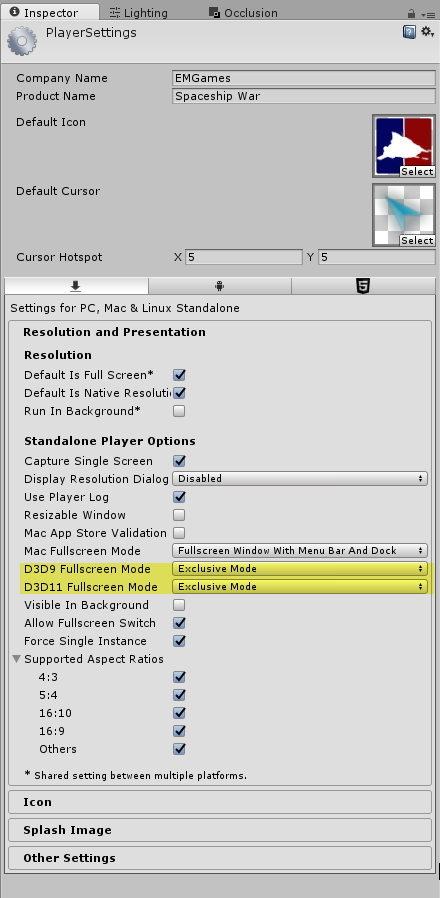 Inspector Lighting Occlusion
PlayerSettings
Company Name EMGames
Product Name Spaceship War
Default Icon
Select
Default Cursor
Select
Cursor Hotspot X 5 Y 5
Settings for PC, Mac & Linux Standalone
Resolution and Presentation
Resolution
Default Is Full Screen*
Default Is Native Resoluti
Run In Background*
Standalone Player Options
Capture Single Screen
Display Resolution Dialog Disabled
Use Player Log
Resizable Window
Mac App Store Validation
Mac Fullscreen Mode Fullscreen Window With Menu Bar And Dock
D3D9 Fullscreen Mode Exclusive Mode
D3D11 Fullscreen Mode Exclusive Mode
Visible In Background
Allow Fullscreen Switch
Force Single Instance
Supported Aspect Ratios
4:3
5:4
16:10
16:9
Others
* Shared setting between multiple platforms.
Icon
Splash Image
Other Settings